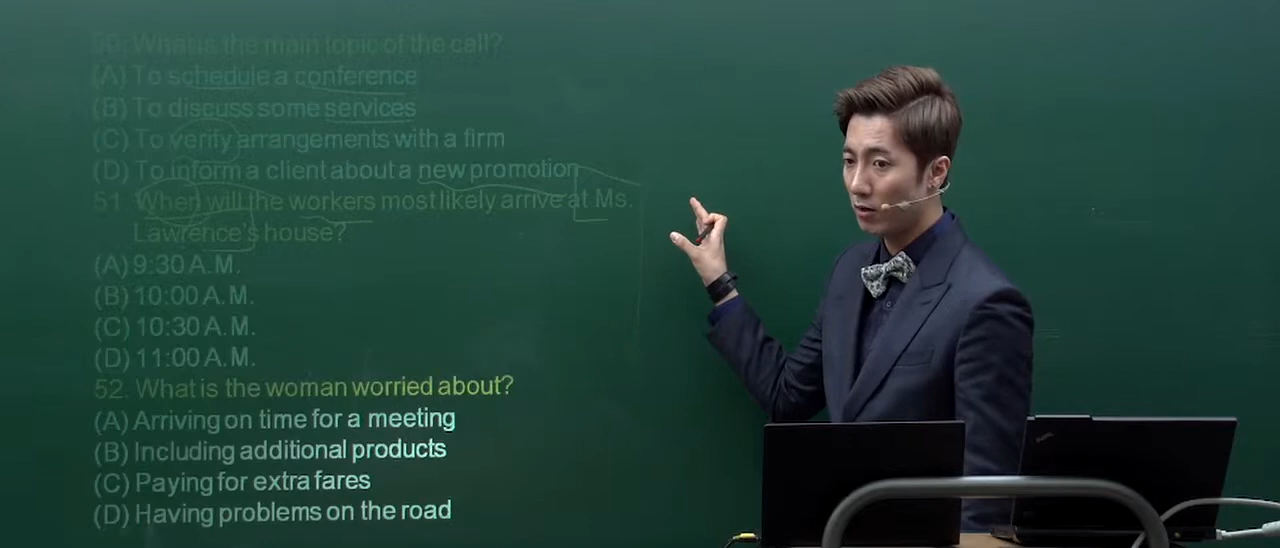 50. What is the main topic of the call?
(A) To schedule a conference
(B) To discuss some services
(C) To verify arrangements with a firm
(D) To inform a client about a new promotion
51. When will the workers most likely arrive at Ms.
Lawrence's house?
(A) 9:30 A.M.
(B) 10:00 A.M.
(C) 10:30 A.M.
(D) 11:00 A.M.
52. What is the woman worried about?
(A) Arriving on time for a meeting
(B) Including additional products
(C) Paying for extra fares
(D) Having problems on the road